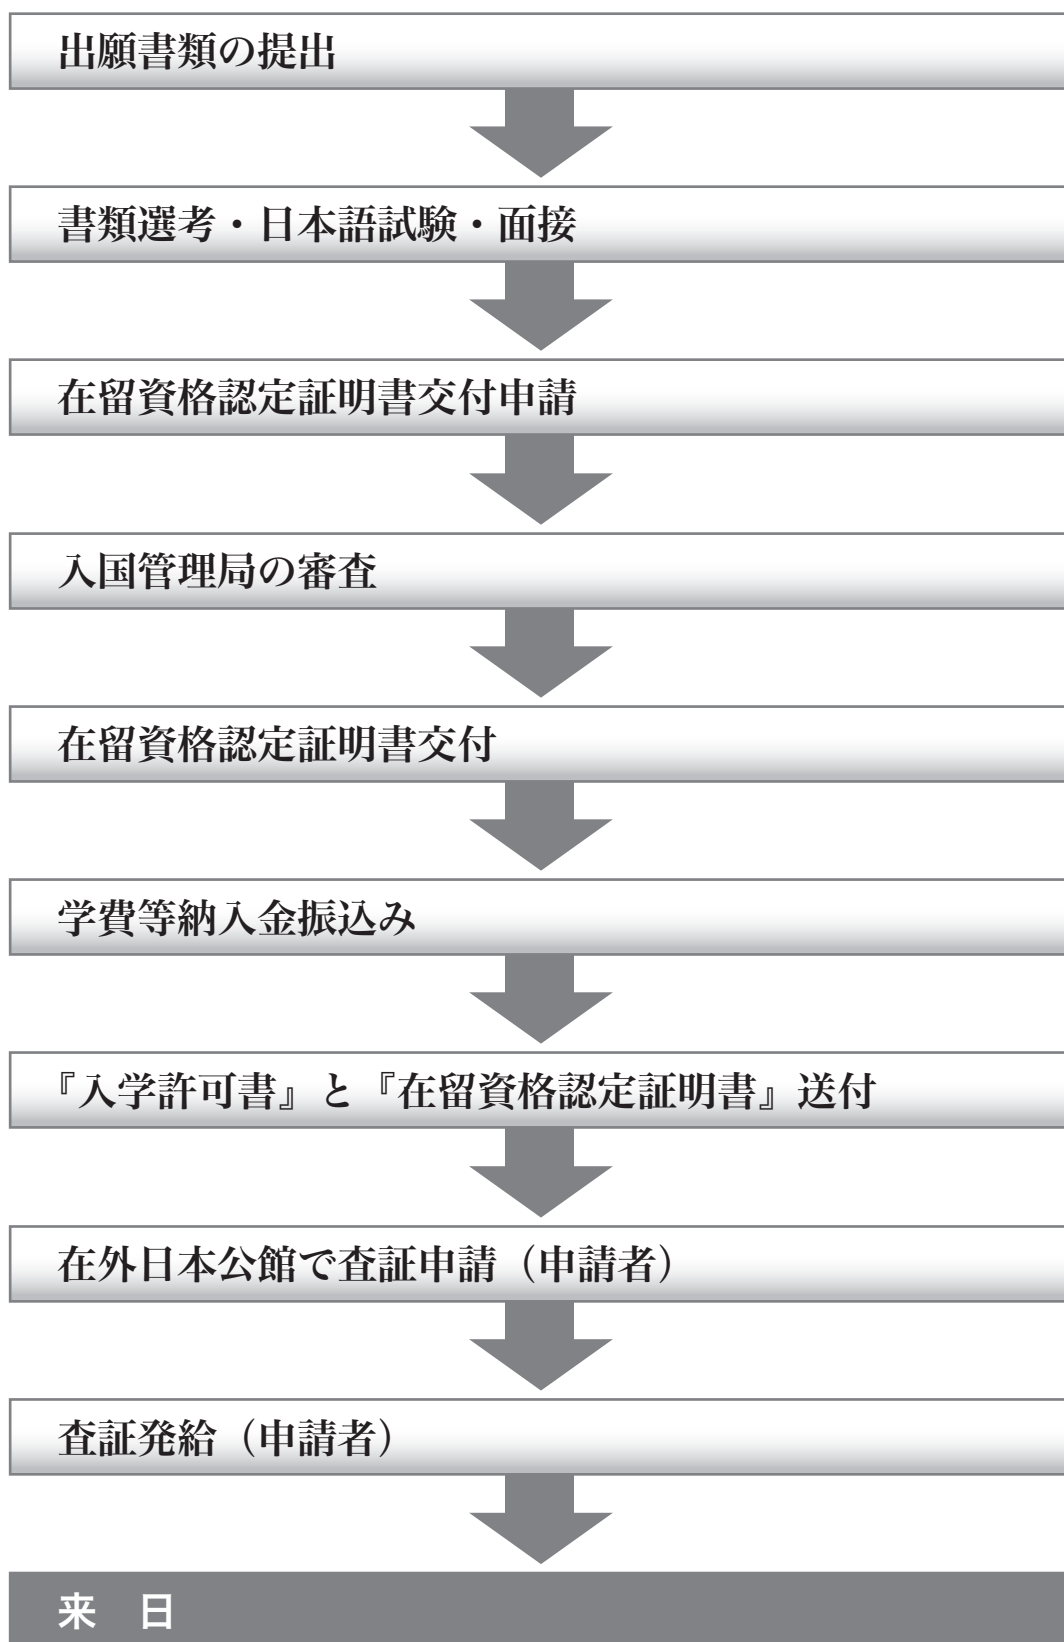 出願書類の提出
書類選考・日本語試験・面接
在留資格認定証明書交付申請
入国管理局の審査
在留資格認定証明書交付
学費等納入金振込み
『入学許可書』と『在留資格認定証明書』送付
在外日本公館で査証申請（申請者）
査証発給（申請者）
来　日